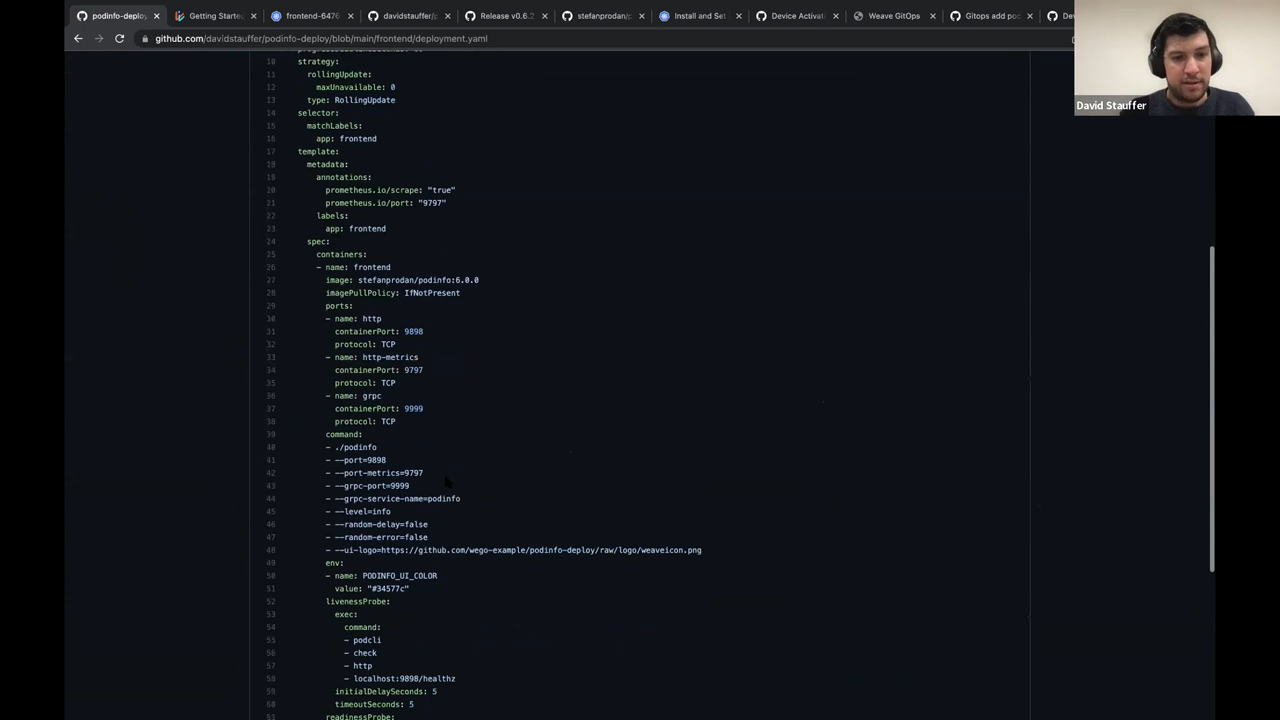 podinfo-deploy
Getting Started
frontend-6476
davidstauffer/p
Release v0.6.2
stefanprodan/p
Install and Set
Device Activat
Weave GitOps
Gitops add poc
Dev
github.com/davidstauffer/podinfo-deploy/blob/main/frontend/deployment.yaml
David Stauffer
10 strategy:
11 rollingUpdate:
12 maxUnavailable: 0
13 type: RollingUpdate
14 selector:
15 matchLabels:
16 app: frontend
17 template:
18 metadata:
19 annotations:
20 prometheus.io/scrape: "true"
21 prometheus.io/port: "9797"
22 labels:
23 app: frontend
24 spec:
25 containers:
26 - name: frontend
27 image: stefanprodan/podinfo:6.0.0
28 imagePullPolicy: IfNotPresent
29 ports:
30 - name: http
31 containerPort: 9898
32 protocol: TCP
33 - name: http-metrics
34 containerPort: 9797
35 protocol: TCP
36 - name: grpc
37 containerPort: 9999
38 protocol: TCP
39 command:
40 - ./podinfo
41 - --port=9898
42 - --port-metrics=9797
43 - --grpc-port=9999
44 - --grpc-service-name=podinfo
45 - --level=info
46 - --random-delay=false
47 - --random-error=false
48 - --ui-logo=https://github.com/wego-example/podinfo-deploy/raw/logo/weaveicon.png
49 env:
50 - name: PODINFO_UI_COLOR
51 value: "#34577c"
52 livenessProbe:
53 exec:
54 command:
55 - podcli
56 - check
57 - http
58 - localhost:9898/healthz
59 initialDelaySeconds: 5
60 timeoutSeconds: 5
61 readinessProbe: